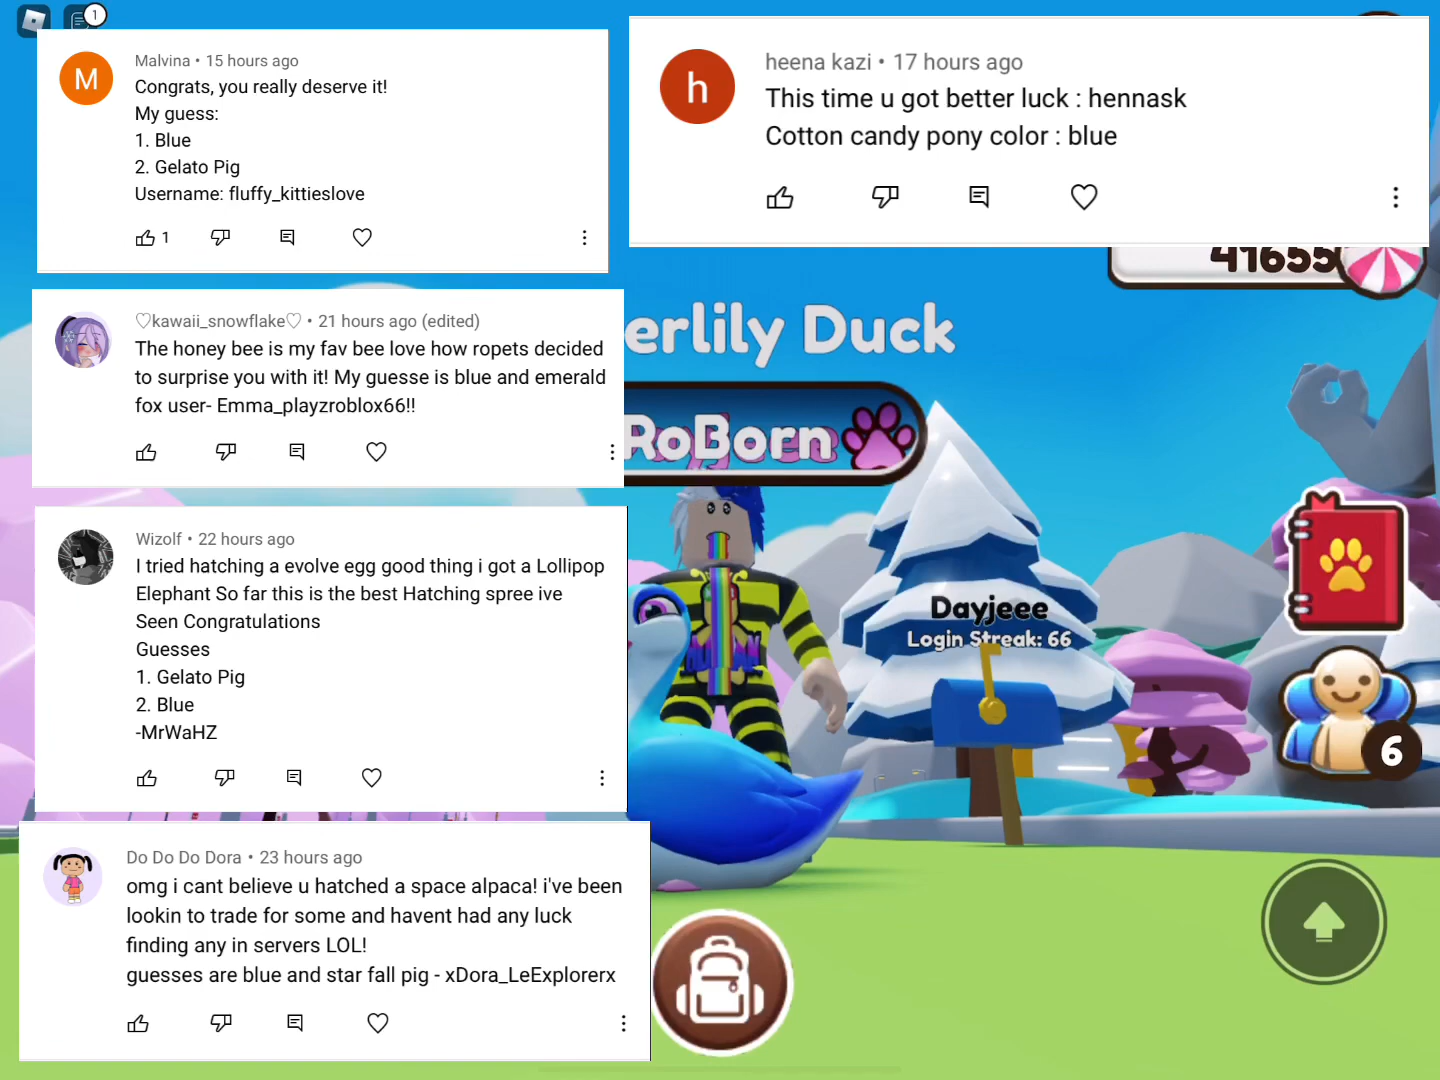 1
Malvina • 15 hours ago
Congrats, you really deserve it!
My guess:
1. Blue
2. Gelato Pig
Username: fluffy_kittieslove
1
heena kazi • 17 hours ago
This time u got better luck : hennask
Cotton candy pony color : blue
41655
♡kawaii_snowflake♡ • 21 hours ago (edited)
The honey bee is my fav bee love how ropets decided
to surprise you with it! My guesse is blue and emerald
fox user- Emma_playzroblox66!!
erlily Duck
RoBorn
Wizolf • 22 hours ago
I tried hatching a evolve egg good thing i got a Lollipop
Elephant So far this is the best Hatching spree ive
Seen Congratulations
Guesses
1. Gelato Pig
2. Blue
-MrWaHZ
Dayjeee
Login Streak: 66
6
Do Do Do Dora • 23 hours ago
omg i cant believe u hatched a space alpaca! i've been
lookin to trade for some and havent had any luck
finding any in servers LOL!
guesses are blue and star fall pig - xDora_LeExplorerx